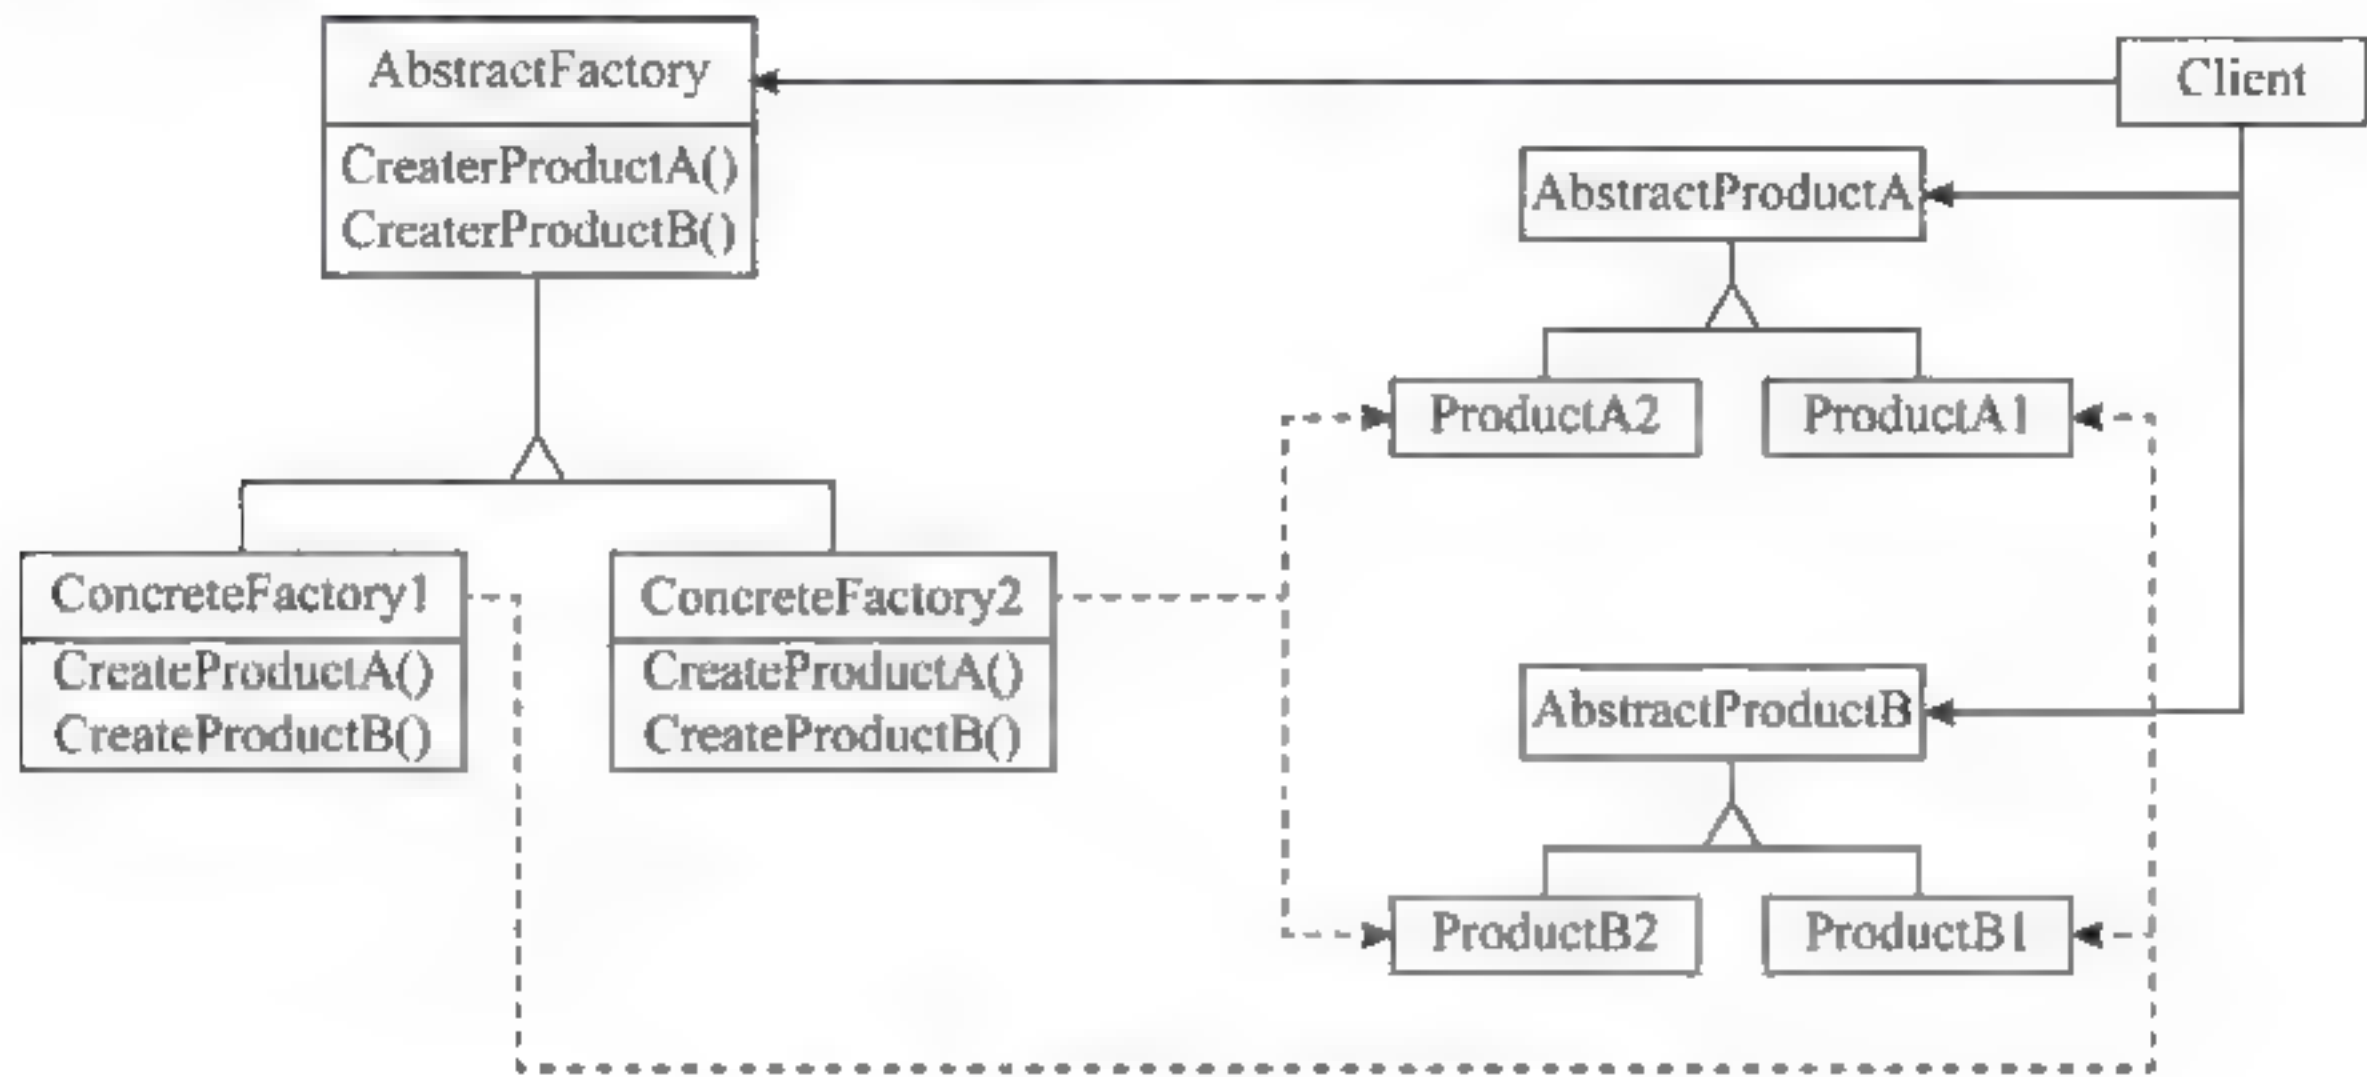 AbstractFactory
CreaterProductA()
CreaterProductB()
Client
AbstractProductA
ProductA2
ProductA1
ConcreteFactory1
CreateProductA()
CreateProductB()
ConcreteFactory2
CreateProductA()
CreateProductB()
AbstractProductB
ProductB2
ProductB1